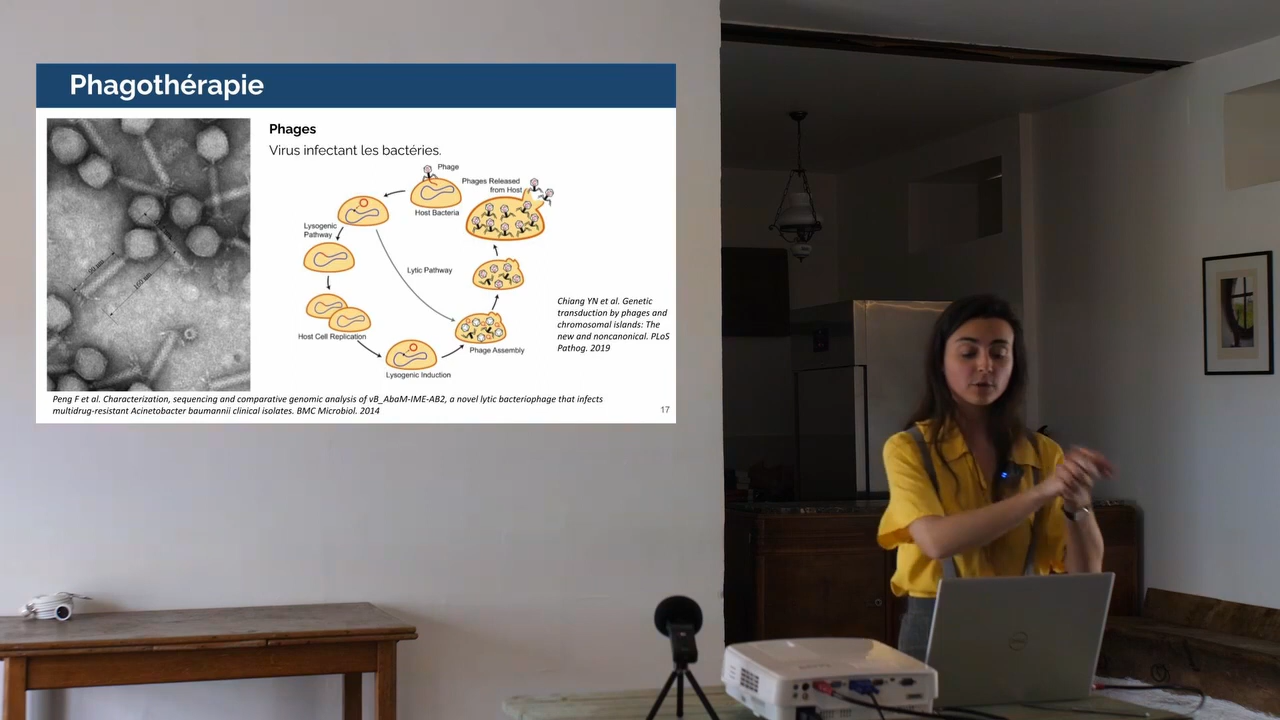 Phagothérapie
Phages
Virus infectant les bactéries.
Phage
Phages Released
from Host
Host Bacteria
Lysogenic
Pathway
Lytic Pathway
Host Cell Replication
Phage Assembly
Lysogenic Induction
Chiang YN et al. Genetic
transduction by phages and
chromosomal islands: The
new and noncanonical. PLoS
Pathog. 2019
Peng F et al. Characterization, sequencing and comparative genomic analysis of vB_AbaM-IME-AB2, a novel lytic bacteriophage that infects
multidrug-resistant Acinetobacter baumannii clinical isolates. BMC Microbiol. 2014
17
DELL